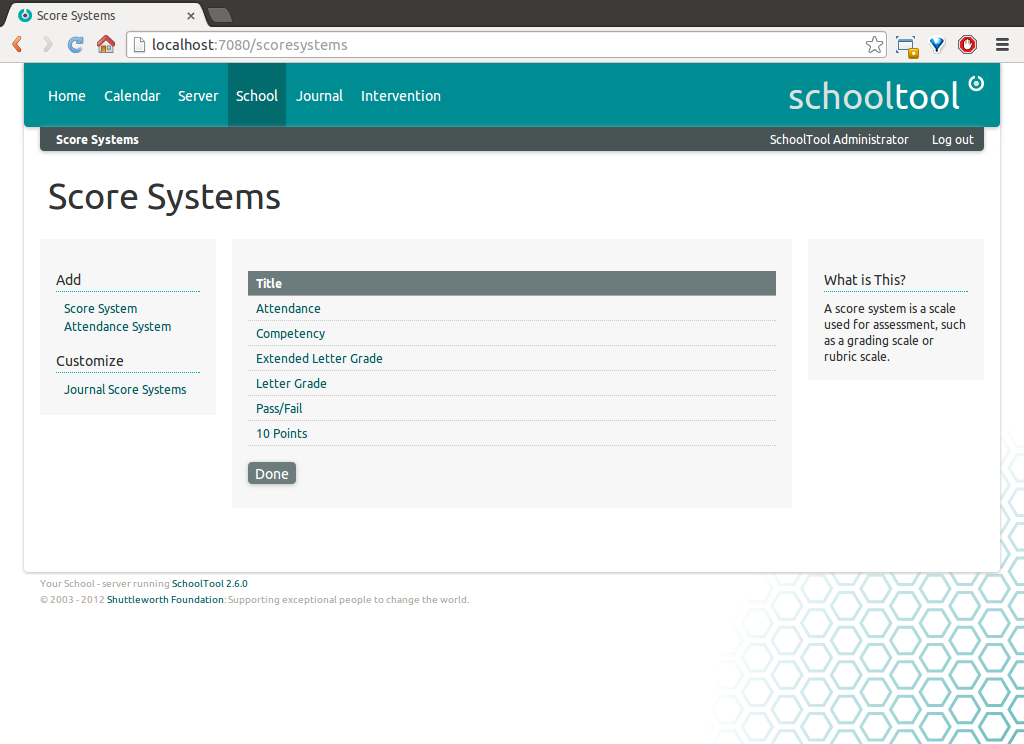 Score Systems
localhost:7080/scoresystems
Home Calendar Server School Journal Intervention
schooltool
Score Systems
SchoolTool Administrator Log out
Score Systems
Add
Score System
Attendance System
Customize
Journal Score Systems
Title
Attendance
Competency
Extended Letter Grade
Letter Grade
Pass/Fail
10 Points
Done
What is This?
A score system is a scale
used for assessment, such
as a grading scale or
rubric scale.
Your School - server running SchoolTool 2.6.0
© 2003 - 2012 Shuttleworth Foundation: Supporting exceptional people to change the world.